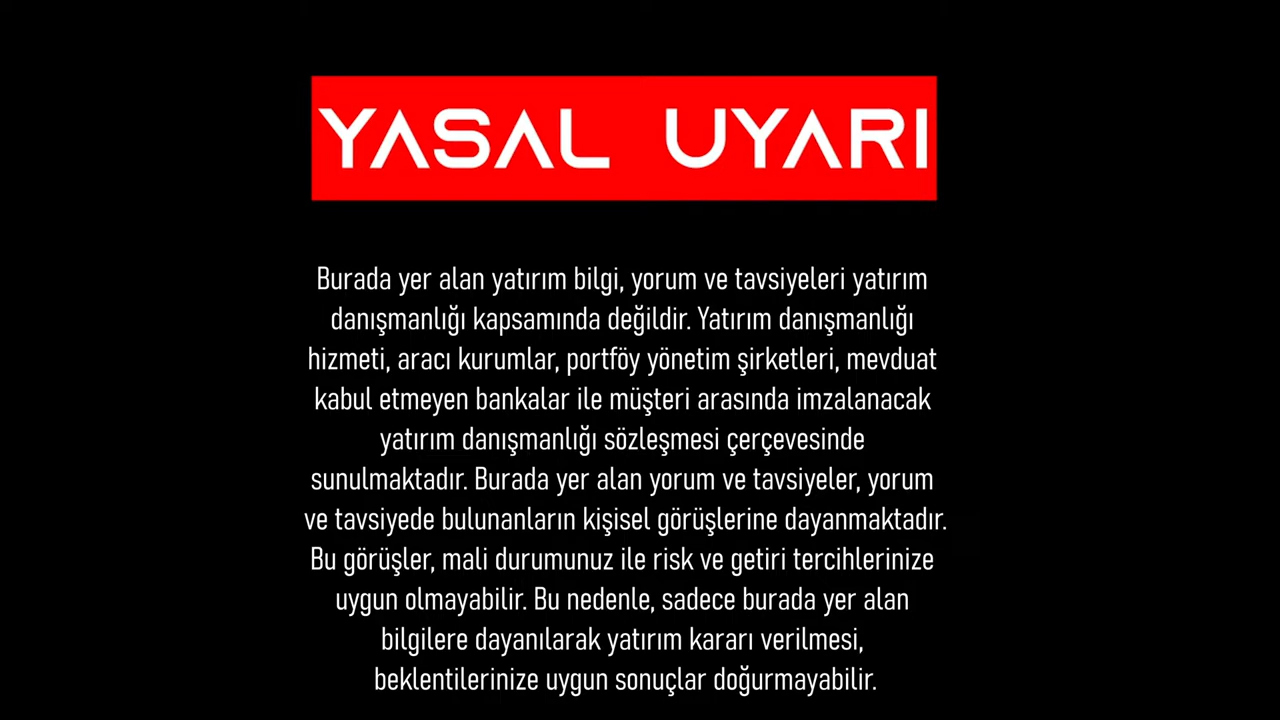 YASAL UYARI
Burada yer alan yatırım bilgi, yorum ve tavsiyeleri yatırım
danışmanlığı kapsamında değildir. Yatırım danışmanlığı
hizmeti, aracı kurumlar, portföy yönetim şirketleri, mevduat
kabul etmeyen bankalar ile müşteri arasında imzalanacak
yatırım danışmanlığı sözleşmesi çerçevesinde
sunulmaktadır. Burada yer alan yorum ve tavsiyeler, yorum
ve tavsiyede bulunanların kişisel görüşlerine dayanmaktadır.
Bu görüşler, mali durumunuz ile risk ve getiri tercihlerinize
uygun olmayabilir. Bu nedenle, sadece burada yer alan
bilgilere dayanılarak yatırım kararı verilmesi,
beklentilerinize uygun sonuçlar doğurmayabilir.